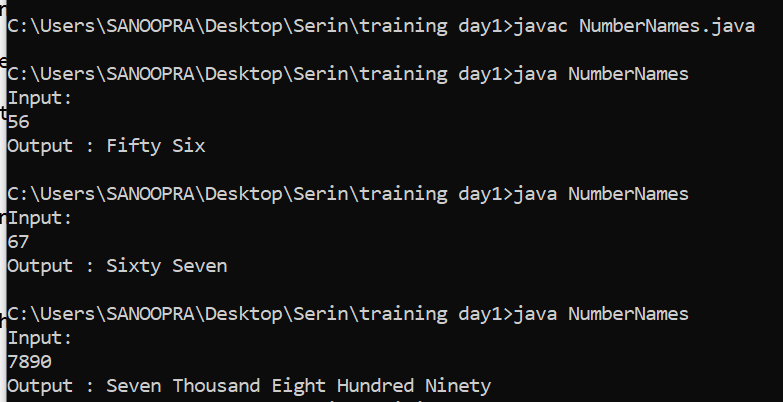 C:\Users\SANOOPRA\Desktop\Serin\training day1>javac NumberNames.java
C:\Users\SANOOPRA\Desktop\Serin\training day1>java NumberNames
Input:
56
Output : Fifty Six
C:\Users\SANOOPRA\Desktop\Serin\training day1>java NumberNames
Input:
67
Output : Sixty Seven
C:\Users\SANOOPRA\Desktop\Serin\training day1>java NumberNames
Input:
7890
Output : Seven Thousand Eight Hundred Ninety